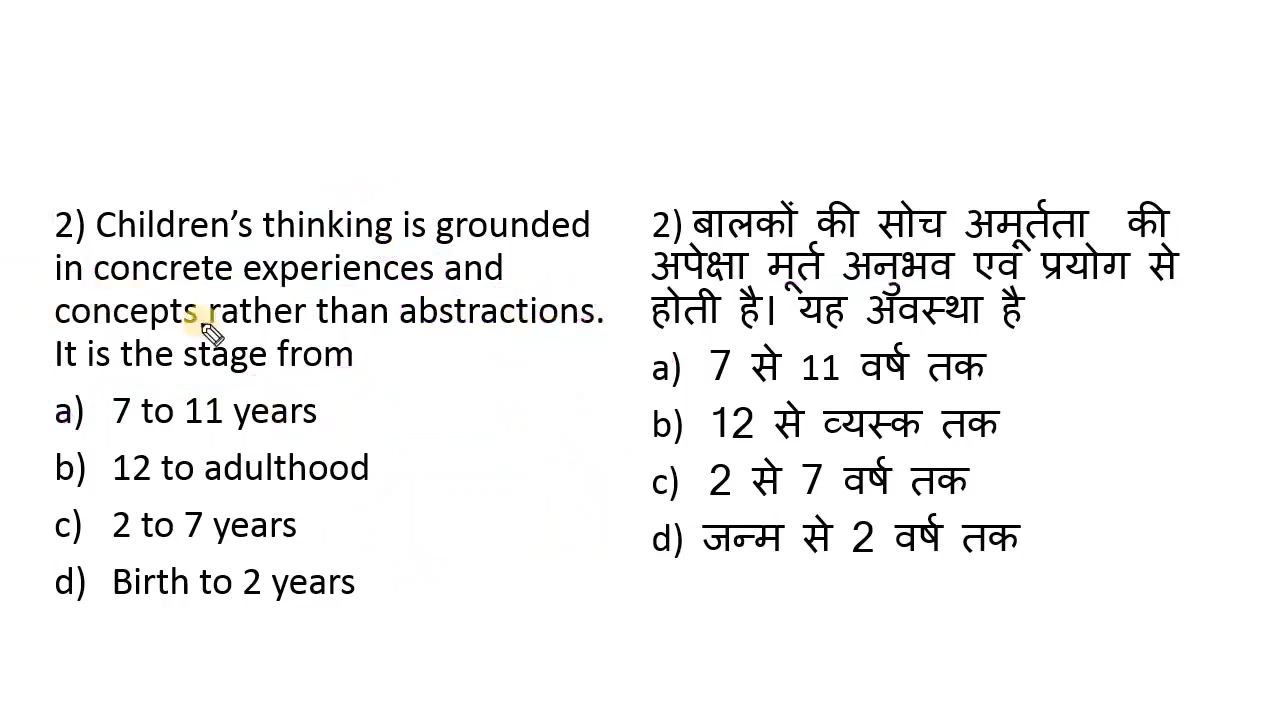 2) Children’s thinking is grounded
in concrete experiences and
concepts rather than abstractions.
It is the stage from
a) 7 to 11 years
b) 12 to adulthood
c) 2 to 7 years
d) Birth to 2 years
2) बालकों की सोच अमूर्तता की
अपेक्षा मूर्त अनुभव एवं प्रयोग से
होती है। यह अवस्था है
a) 7 से 11 वर्ष तक
b) 12 से व्यस्क तक
c) 2 से 7 वर्ष तक
d) जन्म से 2 वर्ष तक